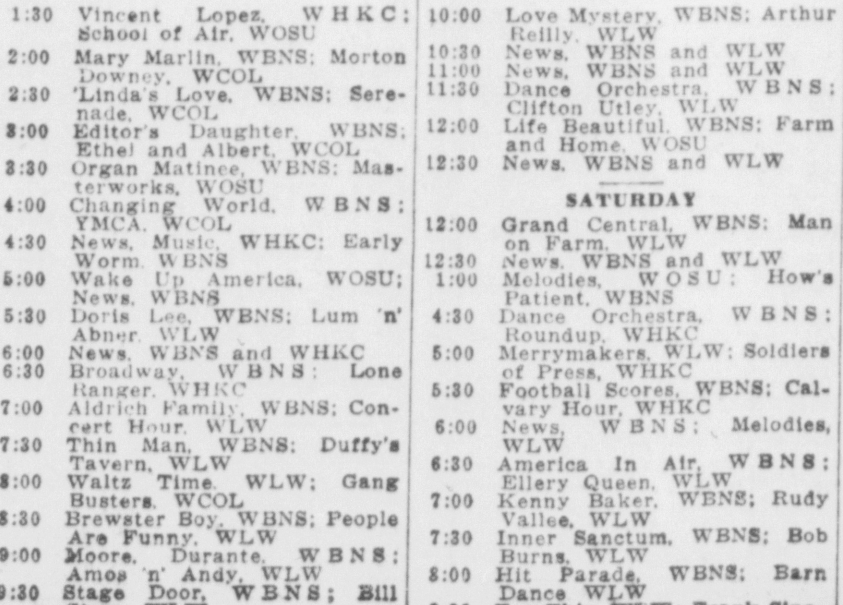 1:30 Vincent Lopez, WHKC;
School of Air, WOSU
2:00 Mary Marlin, WBNS; Morton
Downey, WCOL
2:30 'Linda's Love, WBNS; Sere-
nade, WCOL
3:00 Editor's Daughter, WBNS;
Ethel and Albert, WCOL
3:30 Organ Matinee, WBNS; Mas-
terworks, WOSU
4:00 Changing World, WBNS;
YMCA, WCOL
4:30 News, Music, WHKC; Early
Worm, WBNS
5:00 Wake Up America, WOSU;
News, WBNS
5:30 Doris Lee, WBNS; Lum 'n'
Abner, WLW
6:00 News, WBNS and WHKC
6:30 Broadway, WBNS; Lone
Ranger, WHKC
7:00 Aldrich Family, WBNS; Con-
cert Hour, WLW
7:30 Thin Man, WBNS; Duffy's
Tavern, WLW
8:00 Waltz Time, WLW; Gang
Busters, WCOL
8:30 Brewster Boy, WBNS; People
Are Funny, WLW
9:00 Moore, Durante, WBNS;
Amos 'n' Andy, WLW
9:30 Stage Door, WBNS; Bill
10:00 Love Mystery, WBNS; Arthur
Reilly, WLW
10:30 News, WBNS and WLW
11:00 News, WBNS and WLW
11:30 Dance Orchestra, WBNS;
Clifton Utley, WLW
12:00 Life Beautiful, WBNS; Farm
and Home, WOSU
12:30 News, WBNS and WLW
SATURDAY
12:00 Grand Central, WBNS; Man
on Farm, WLW
12:30 News, WBNS and WLW
1:00 Melodies, WOSU; How's
Patient, WBNS
4:30 Dance Orchestra, WBNS;
Roundup, WHKC
5:00 Merrymakers, WLW; Soldiers
of Press, WHKC
5:30 Football Scores, WBNS; Cal-
vary Hour, WHKC
6:00 News, WBNS; Melodies,
WLW
6:30 America In Air, WBNS;
Ellery Queen, WLW
7:00 Kenny Baker, WBNS; Rudy
Vallee, WLW
7:30 Inner Sanctum, WBNS; Bob
Burns, WLW
8:00 Hit Parade, WBNS; Barn
Dance WLW